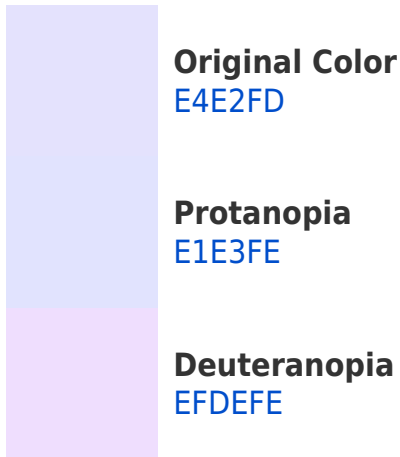 Original Color
E4E2FD
Protanopia
E1E3FE
Deuteranopia
EFDEFE